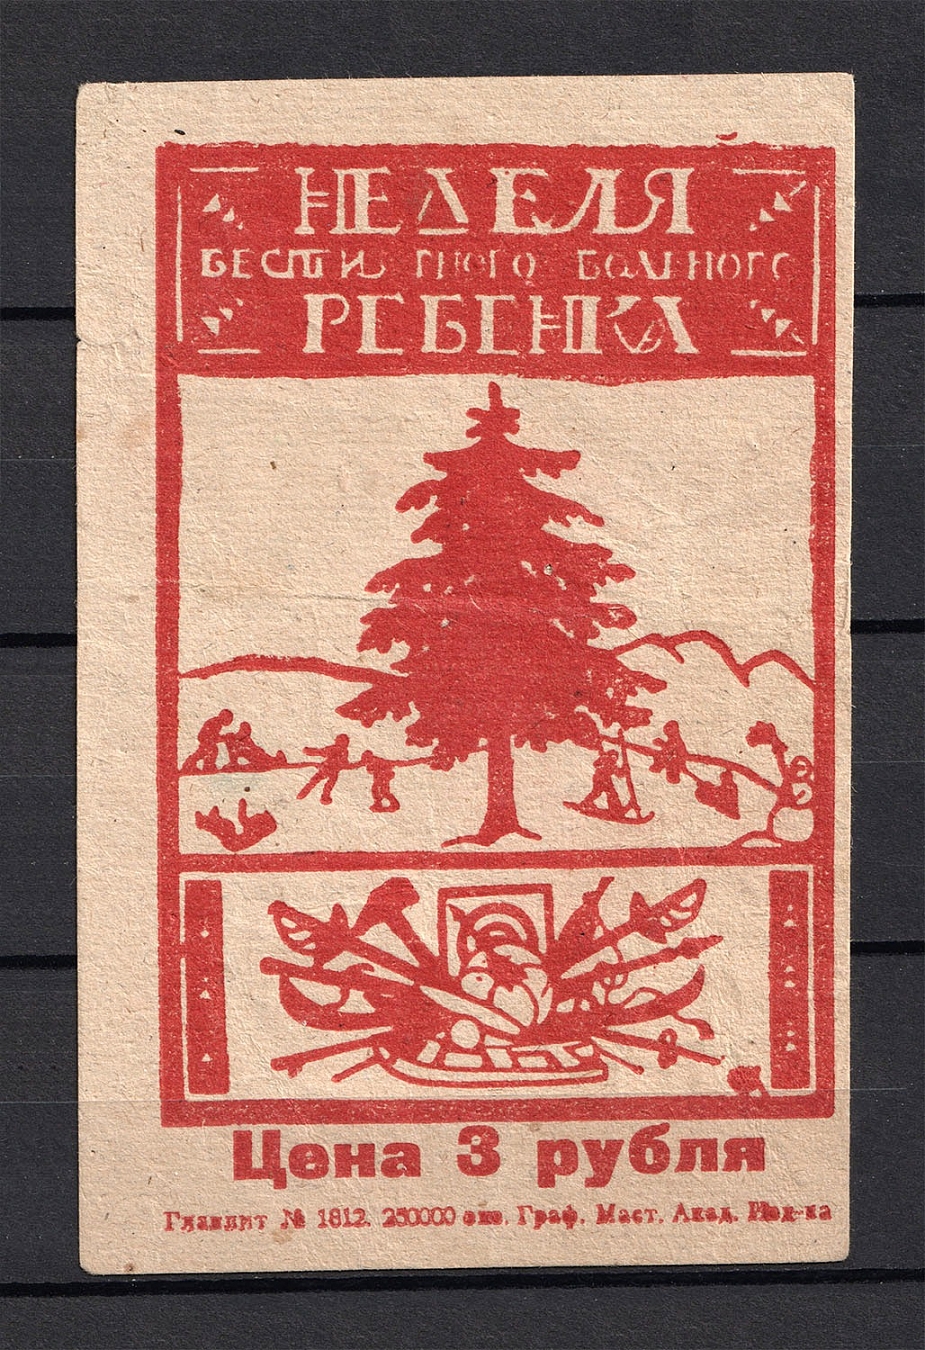 НЕДЕЛЯ
БЕСПРИЗОРНОГО БОЛЬНОГО
РЕБЕНКА
Цена 3 рубля
Главлит № 1812. 250000 экз. Граф. Маст. Акад. Изд-ва